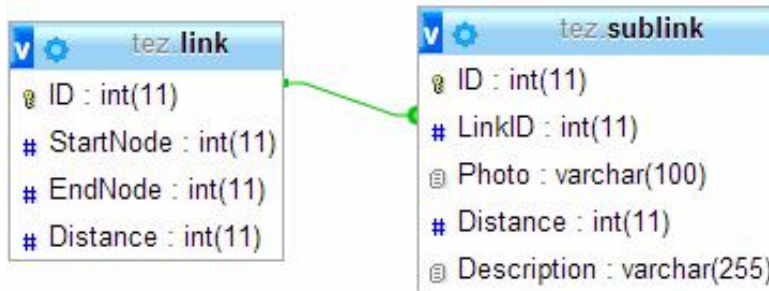 v tez.link
ID : int(11)
# StartNode : int(11)
# EndNode : int(11)
# Distance : int(11)
v tez.sublink
ID : int(11)
# LinkID : int(11)
Photo : varchar(100)
# Distance : int(11)
Description : varchar(255)